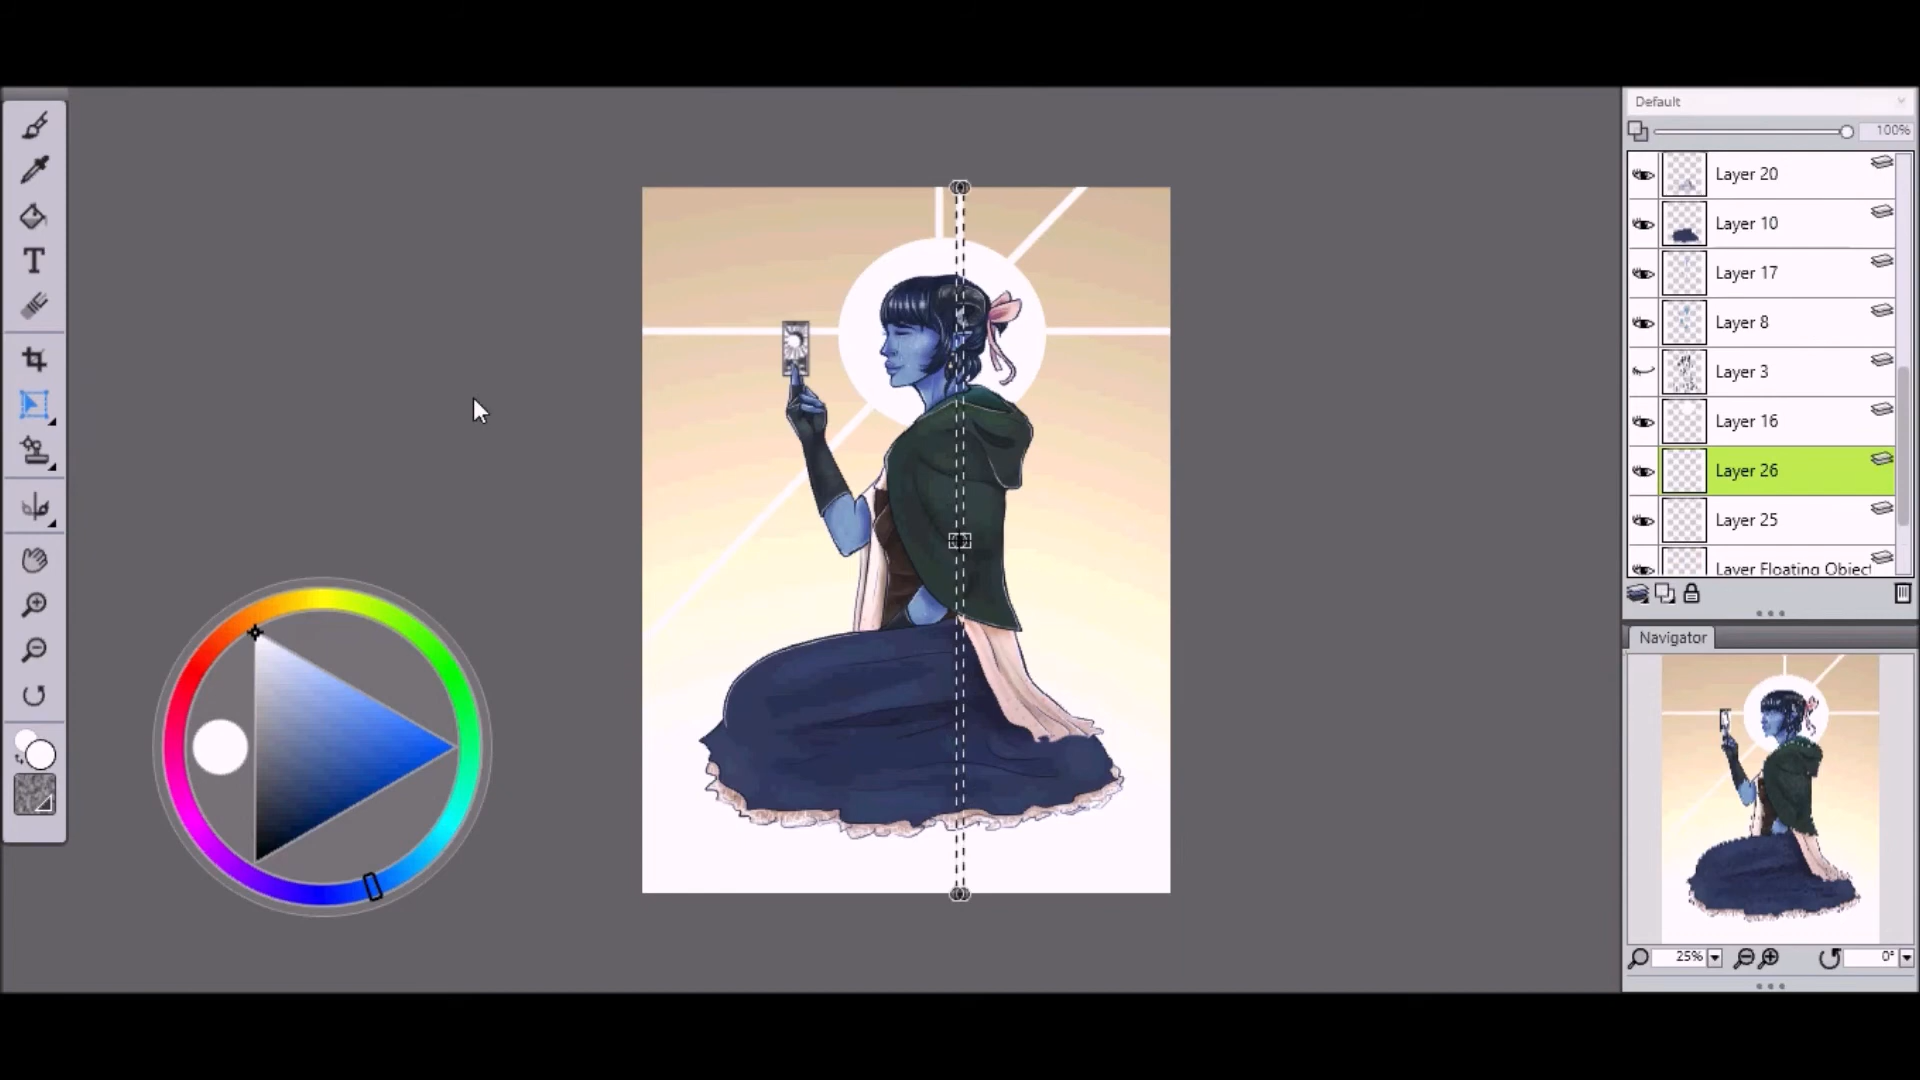 Default
100%
Layer 20
Layer 10
Layer 17
Layer 8
Layer 3
Layer 16
Layer 26
Layer 25
Layer Floating Object
Navigator
25%
0°
T